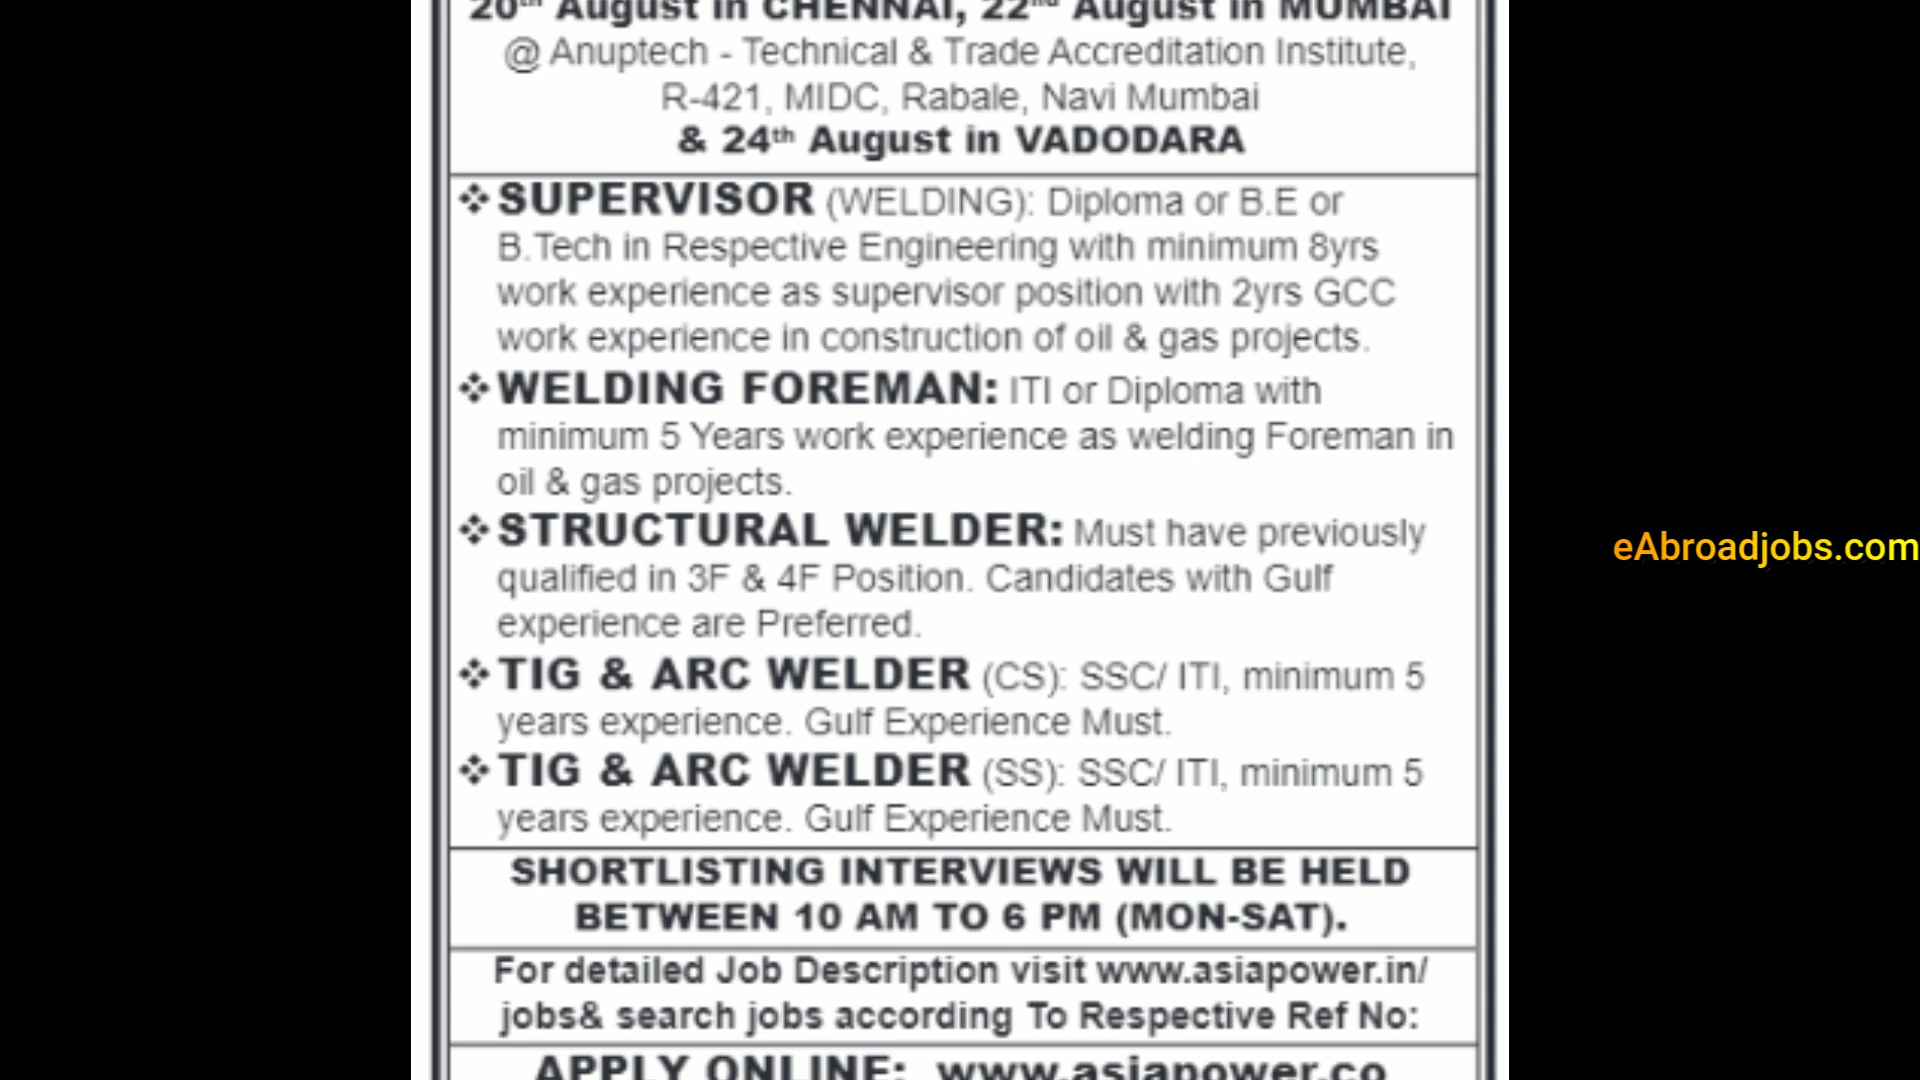 20th August in CHENNAI, 22nd August in MUMBAI
@ Anuptech - Technical & Trade Accreditation Institute,
R-421, MIDC, Rabale, Navi Mumbai
& 24th August in VADODARA
❖ SUPERVISOR (WELDING): Diploma or B.E or
B.Tech in Respective Engineering with minimum 8yrs
work experience as supervisor position with 2yrs GCC
work experience in construction of oil & gas projects.
❖ WELDING FOREMAN: ITI or Diploma with
minimum 5 Years work experience as welding Foreman in
oil & gas projects.
❖ STRUCTURAL WELDER: Must have previously
qualified in 3F & 4F Position. Candidates with Gulf
experience are Preferred.
❖ TIG & ARC WELDER (CS): SSC/ ITI, minimum 5
years experience. Gulf Experience Must.
❖ TIG & ARC WELDER (SS): SSC/ ITI, minimum 5
years experience. Gulf Experience Must.
SHORTLISTING INTERVIEWS WILL BE HELD
BETWEEN 10 AM TO 6 PM (MON-SAT).
For detailed Job Description visit www.asiapower.in/
jobs& search jobs according To Respective Ref No:
APPLY ONLINE: www.asiapower.co
eAbroadjobs.com